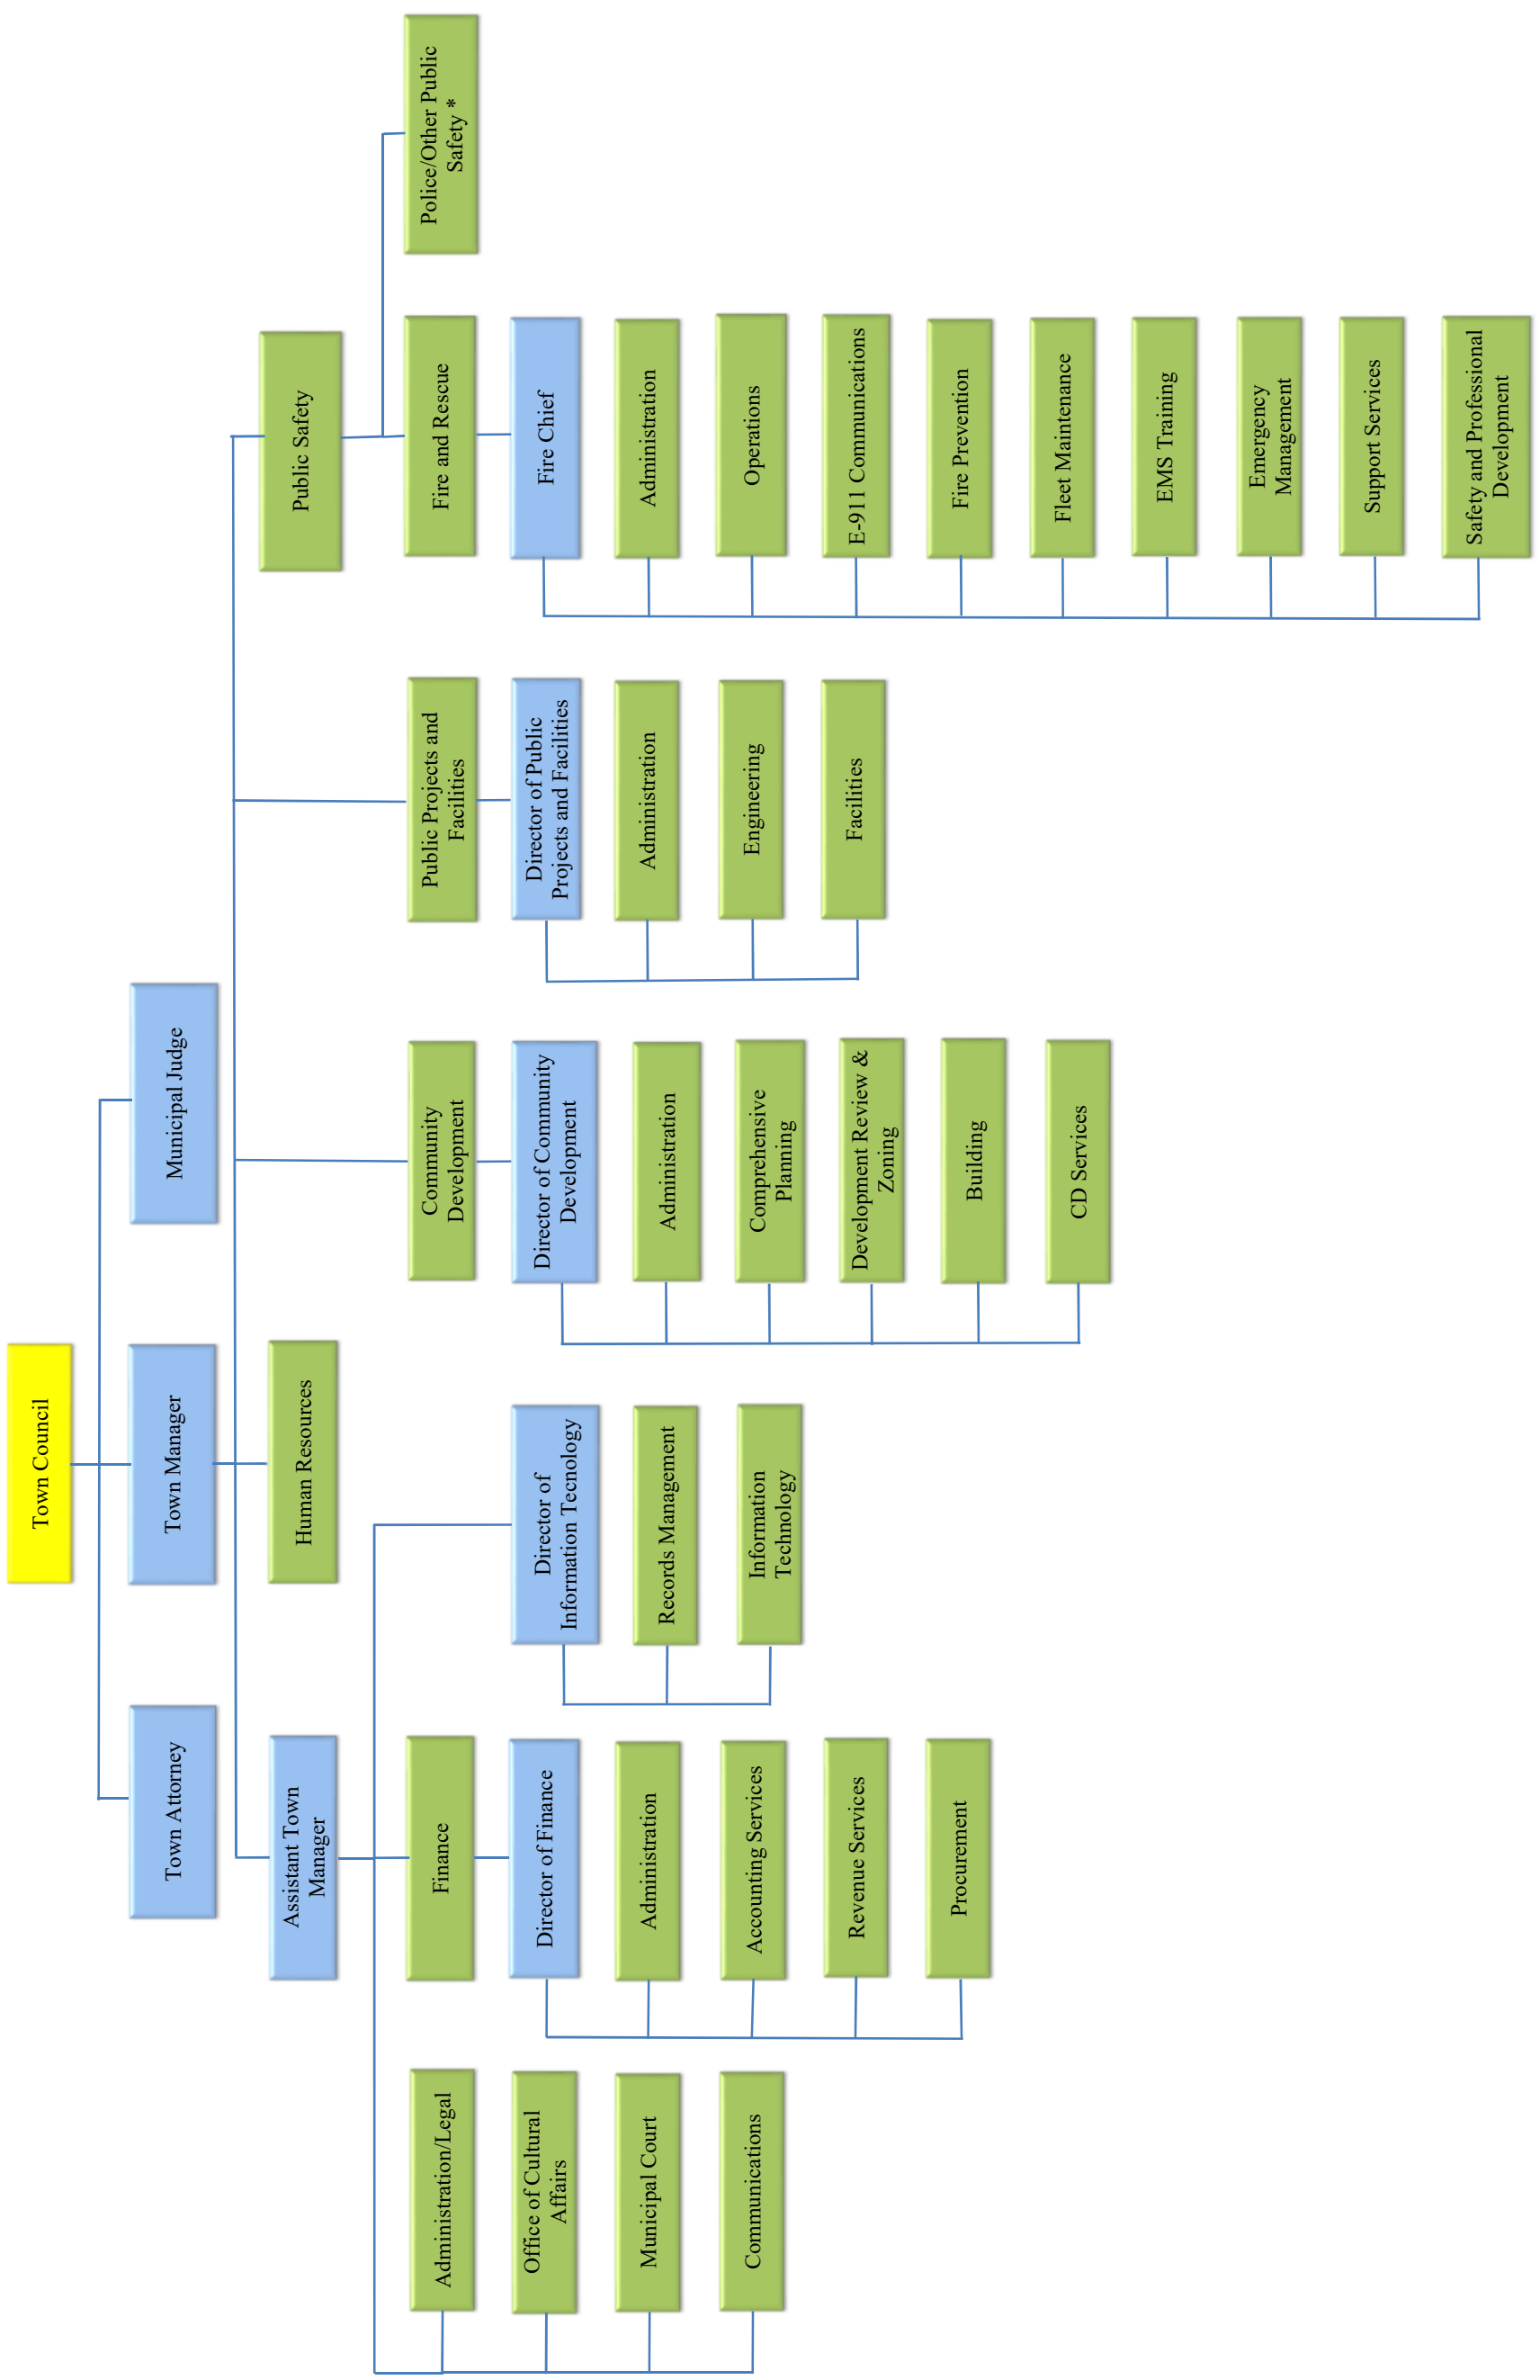 Town Council
Town Attorney
Town Manager
Municipal Judge
Assistant Town
Manager
Human Resources
Public Safety
Administration/Legal
Office of Cultural
Affairs
Municipal Court
Communications
Finance
Director of Finance
Administration
Accounting Services
Revenue Services
Procurement
Director of
Information Tecnology
Records Management
Information
Technology
Community
Development
Director of Community
Development
Administration
Comprehensive
Planning
Development Review &
Zoning
Building
CD Services
Public Projects and
Facilities
Director of Public
Projects and Facilities
Administration
Engineering
Facilities
Fire and Rescue
Fire Chief
Administration
Operations
E-911 Communications
Fire Prevention
Fleet Maintenance
EMS Training
Emergency
Management
Support Services
Safety and Professional
Development
Police/Other Public
Safety *